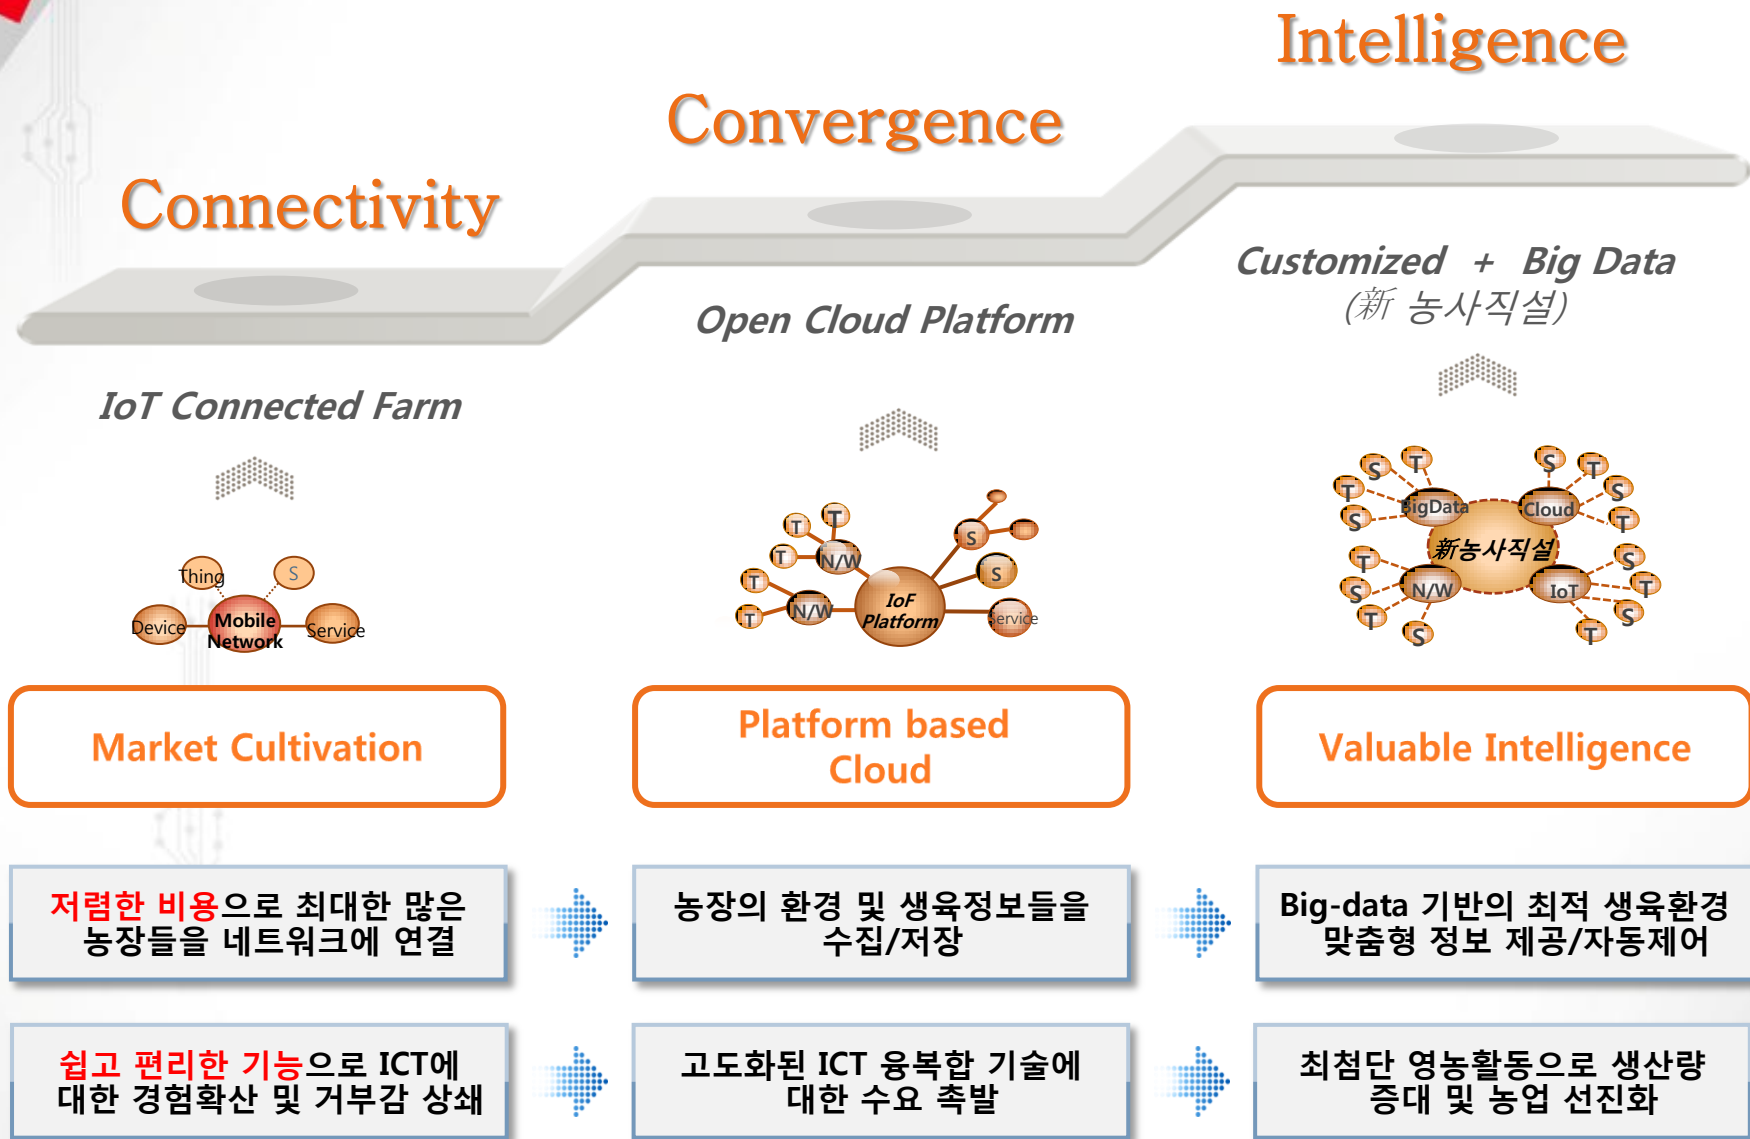 Intelligence
Convergence
Connectivity
Customized + Big Data
(新 농사직설)
Open Cloud Platform
IoT Connected Farm
Thing
S
Device
Mobile
Network
Service
T
T
T
N/W
T
N/W
T
IoF
Platform
S
S
Service
S
T
T
S
BigData
S
T
S
T
Cloud
新농사직설
T
S
T
S
N/W
IoT
S
T
S
T
Market Cultivation
Platform based
Cloud
Valuable Intelligence
저렴한 비용으로 최대한 많은
농장들을 네트워크에 연결
농장의 환경 및 생육정보들을
수집/저장
Big-data 기반의 최적 생육환경
맞춤형 정보 제공/자동제어
쉽고 편리한 기능으로 ICT에
대한 경험확산 및 거부감 상쇄
고도화된 ICT 융복합 기술에
대한 수요 촉발
최첨단 영농활동으로 생산량
증대 및 농업 선진화